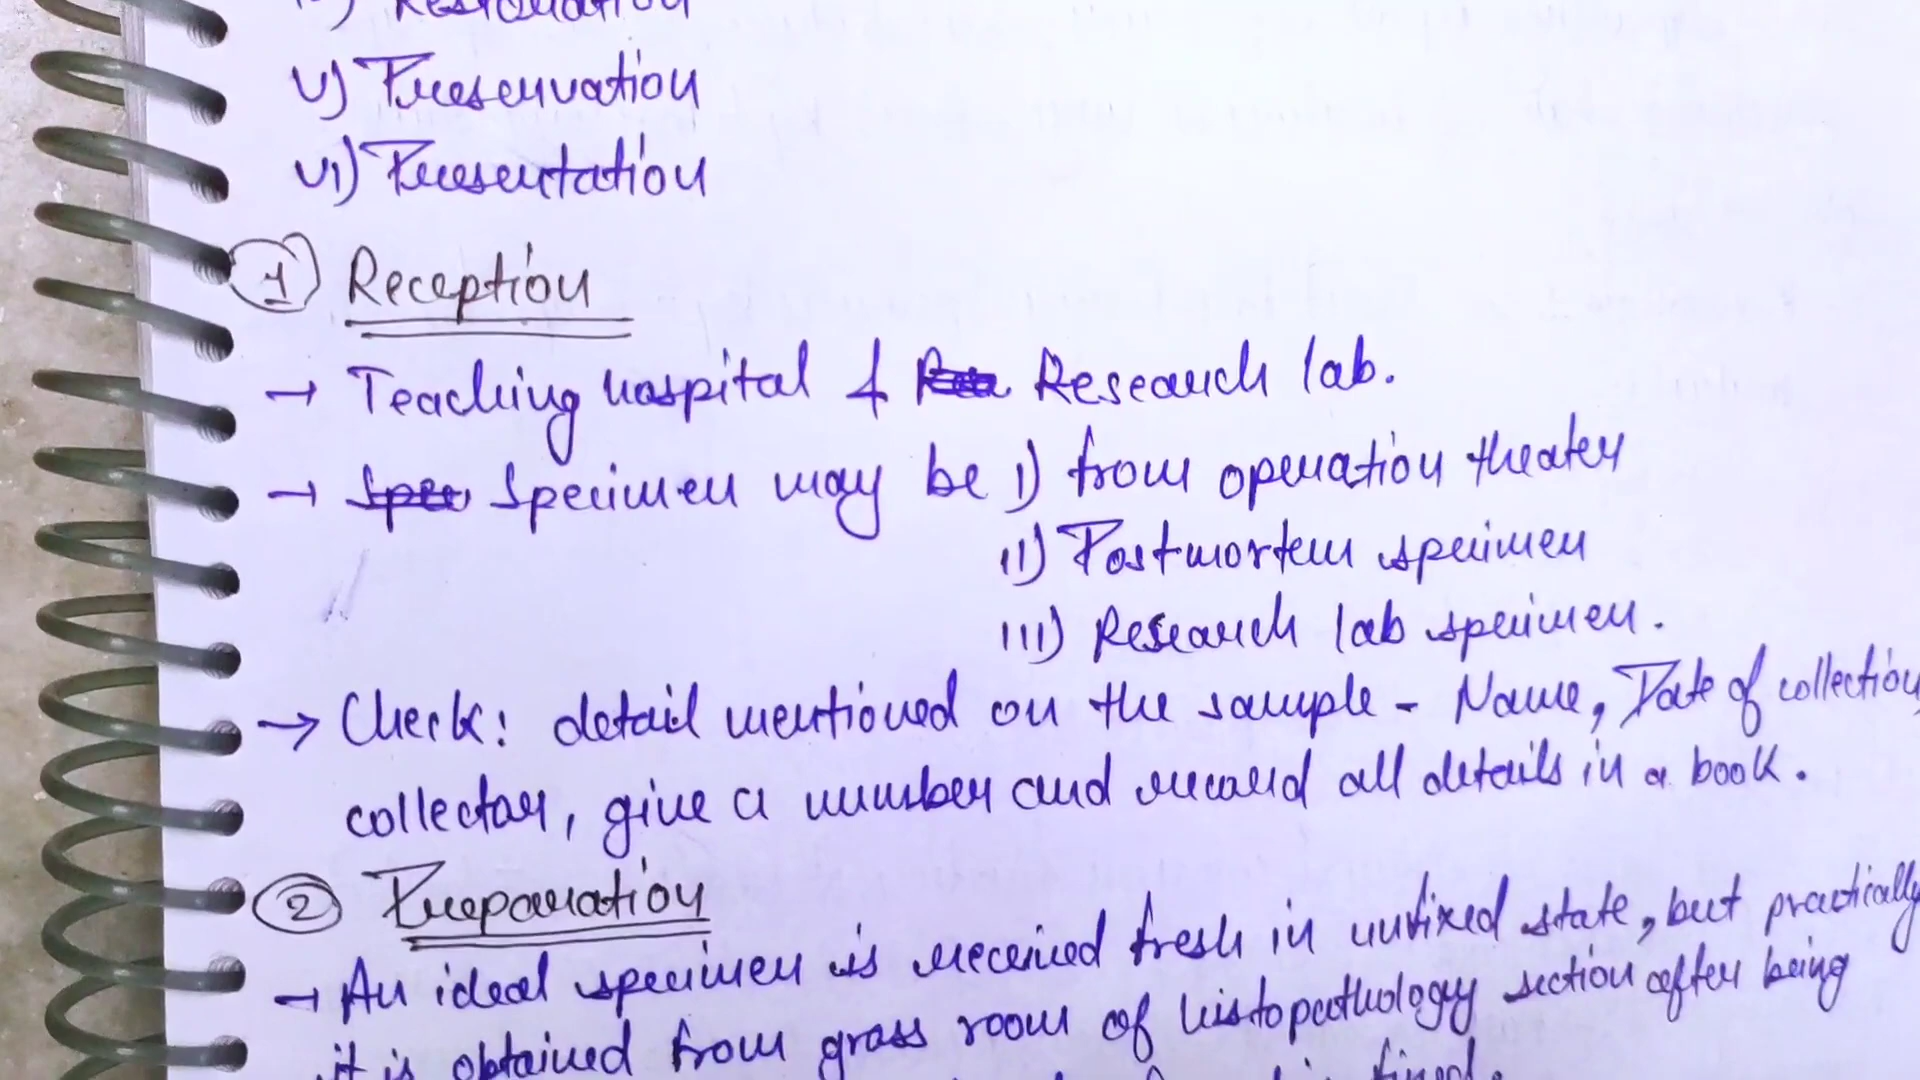 Restoration
V) Preservation
VI) Presentation
1 Reception
→ Teaching hospital & Research lab.
→ specimen may be I) from operation theater
II) Postmortem specimen
III) Research lab specimen.
→ Check: detail mentioned on the sample - Name, Date of collection,
collector, give a number and record all details in a book.
2 Preparation
→ An ideal specimen is received fresh in unfixed state, but practically
it is obtained from grass room of histopathology section after being
fixed.